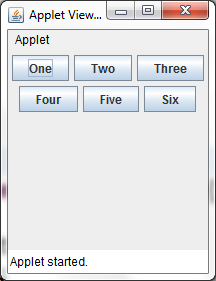 Applet View...
Applet
One Two Three
Four Five Six
Applet started.